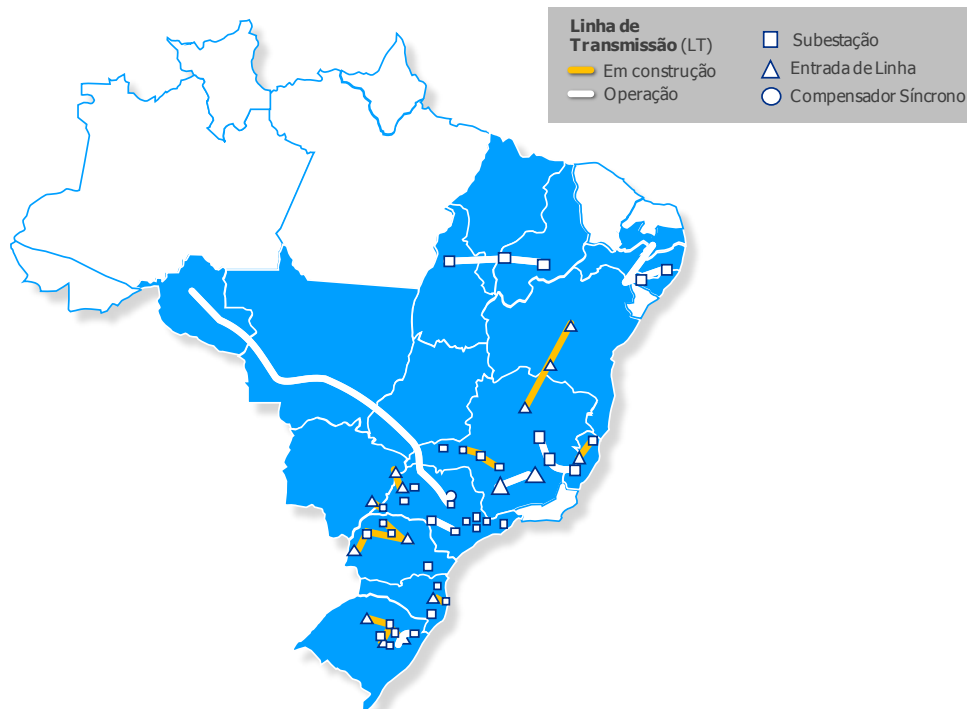 Linha de
Transmissão (LT)
Em construção
Operação
Subestação
Entrada de Linha
Compensador Síncrono